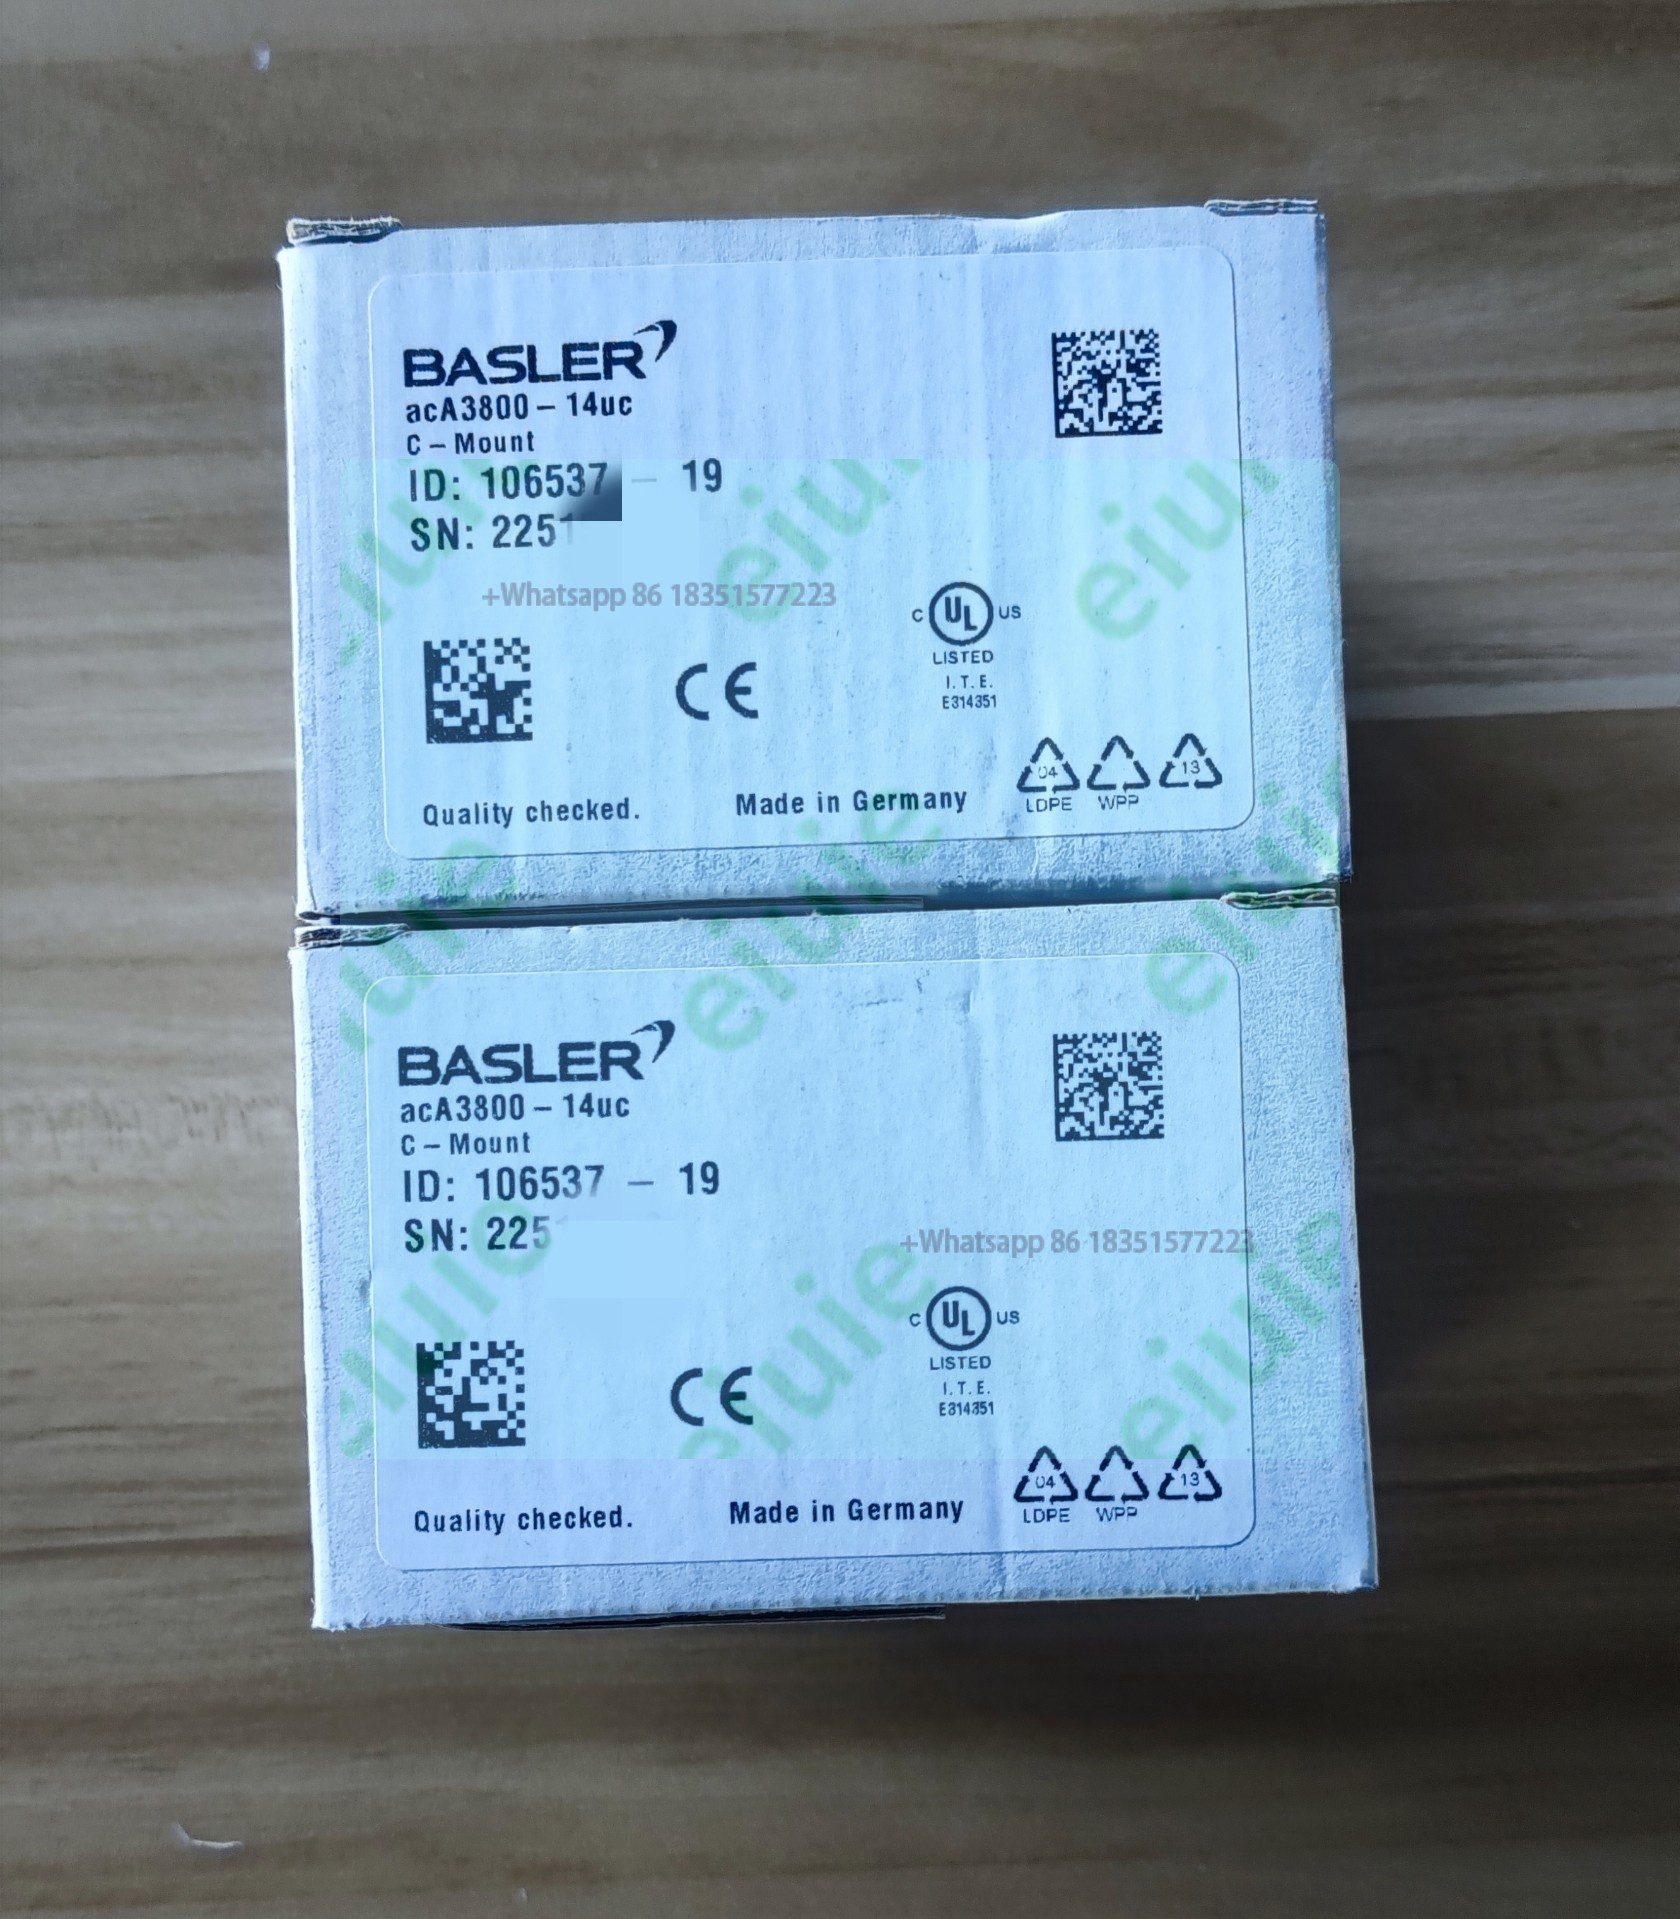 BASLER
acA3800 – 14uc
C – Mount
ID: 106537 – 19
SN: 2251
+Whatsapp 86 18351577223
C UL US
LISTED
I.T.E.
E314351
CE
04 13
LDPE WPP
Quality checked. Made in Germany
eiuie
BASLER
acA3800 – 14uc
C – Mount
ID: 106537 – 19
SN: 225
+Whatsapp 86 18351577223
C UL US
LISTED
I.T.E.
E314351
CE
04 13
LDPE WPP
Quality checked. Made in Germany
eiuie